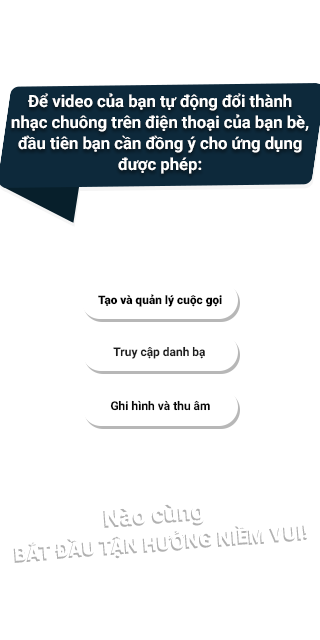 Để video của bạn tự động đổi thành
nhạc chuông trên điện thoại của bạn bè,
đầu tiên bạn cần đồng ý cho ứng dụng
được phép:
Tạo và quản lý cuộc gọi
Truy cập danh bạ
Ghi hình và thu âm
Nào cùng
BẮT ĐẦU TẬN HƯỞNG NIỀM VUI!